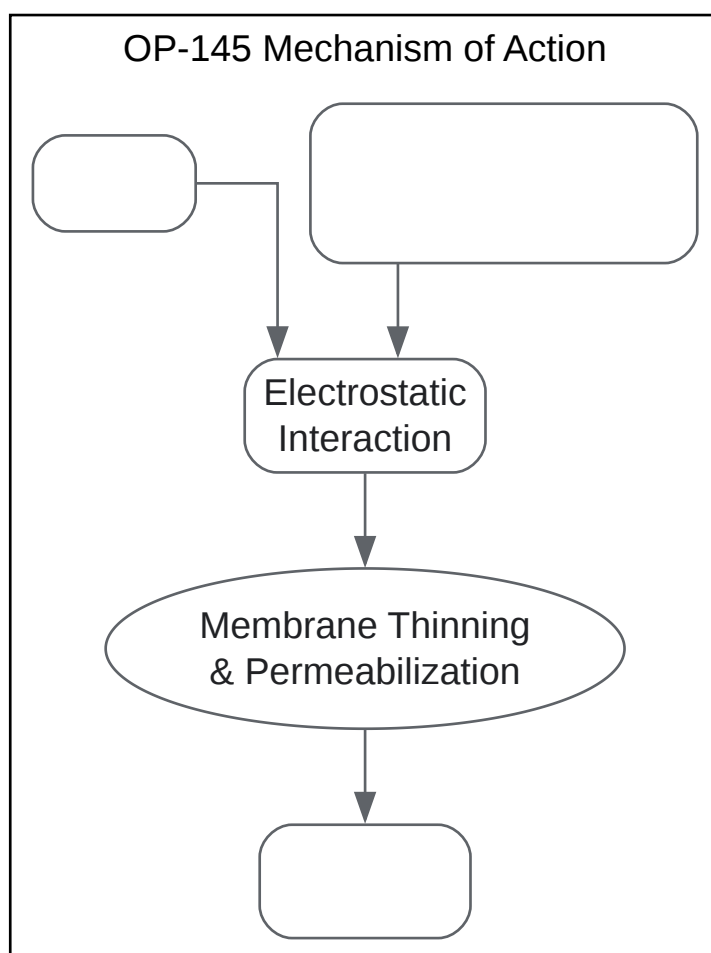 OP-145 Mechanism of Action
Electrostatic
Interaction
Membrane Thinning
& Permeabilization